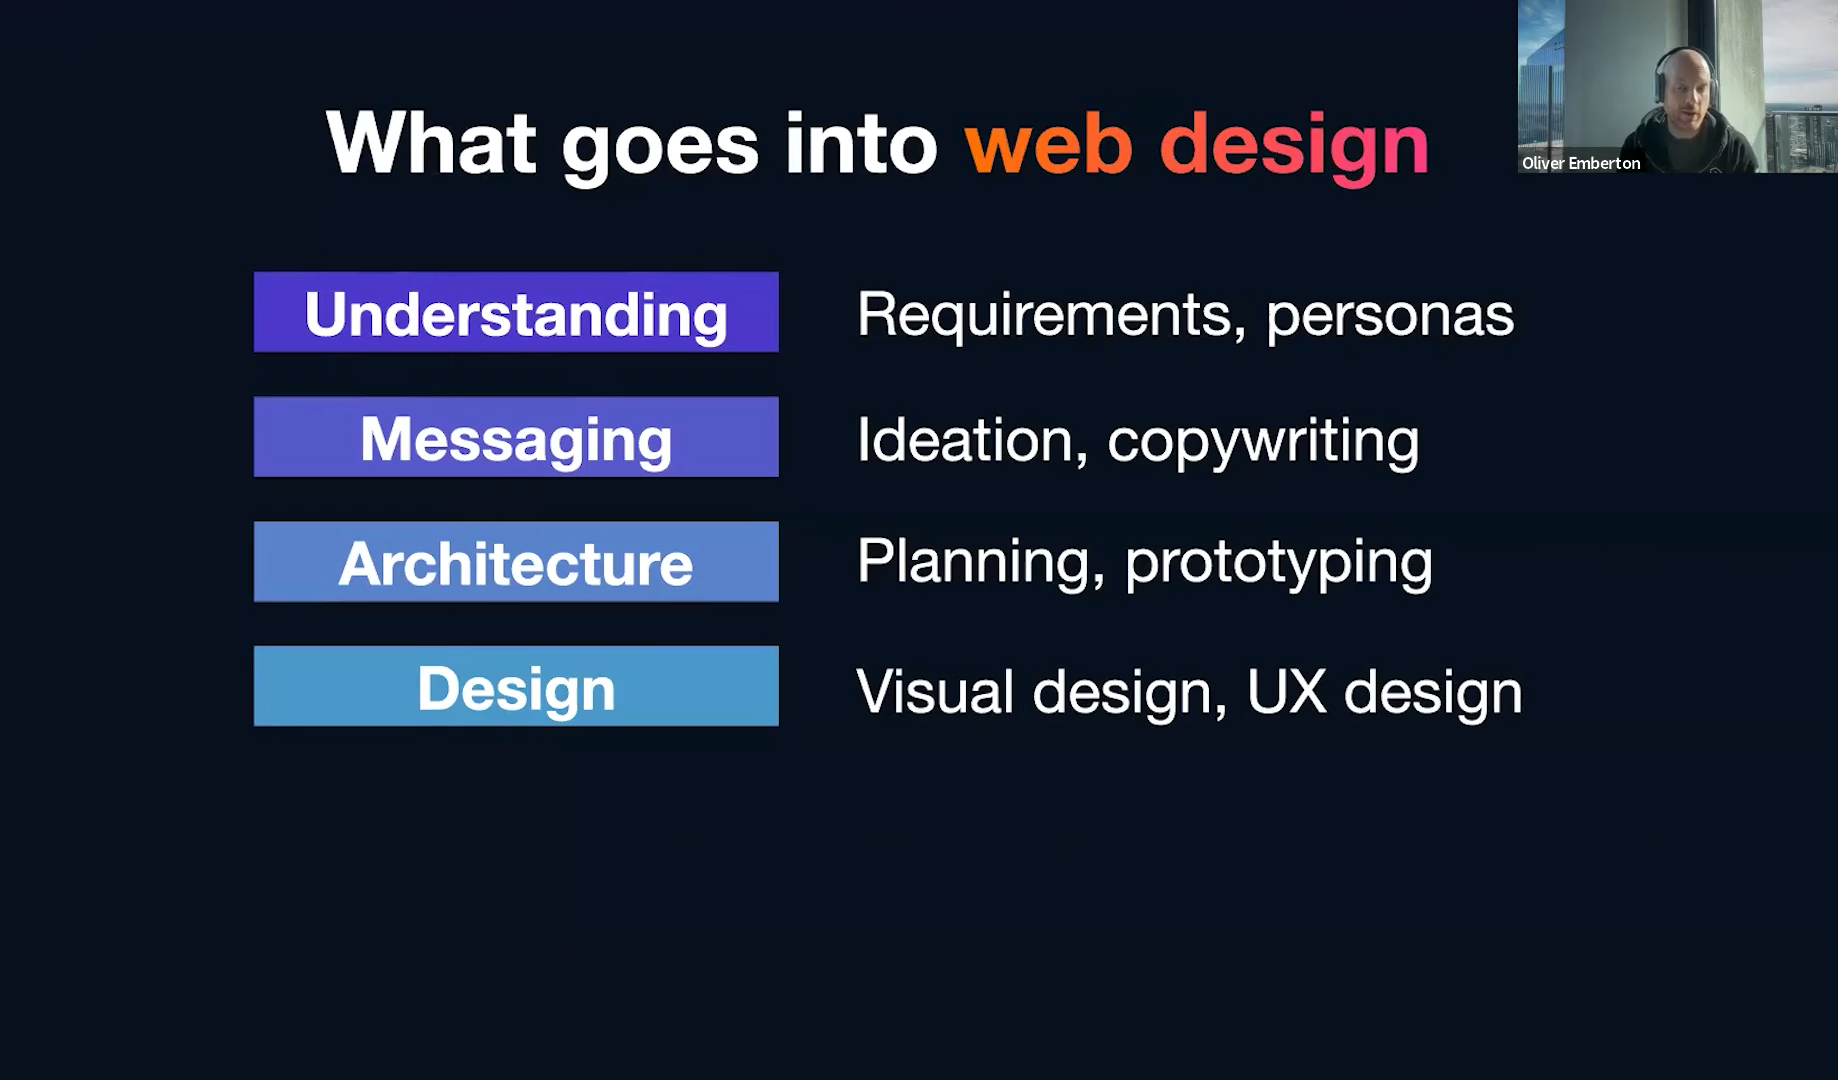 What goes into web design
Oliver Emberton
Understanding
Requirements, personas
Messaging
Ideation, copywriting
Architecture
Planning, prototyping
Design
Visual design, UX design